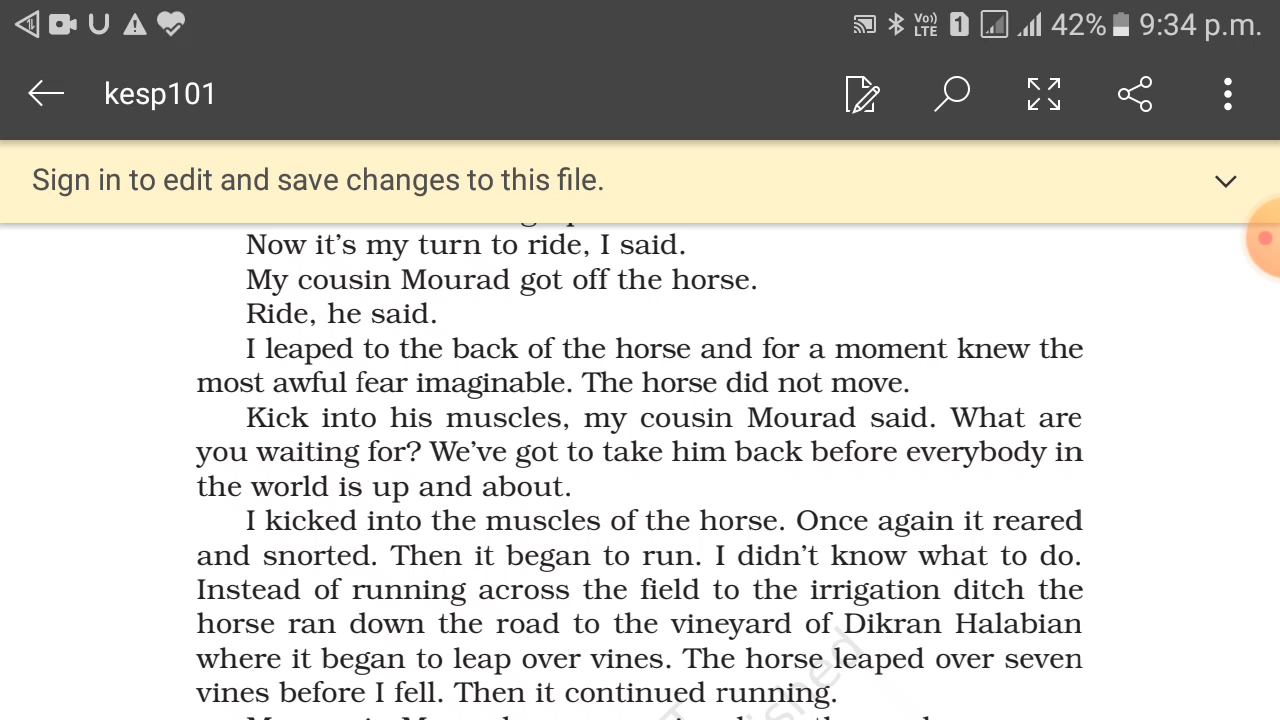 42% 9:34 p.m.
Vo))
LTE
1
kesp101
Sign in to edit and save changes to this file.
Now it's my turn to ride, I said.
My cousin Mourad got off the horse.
Ride, he said.
I leaped to the back of the horse and for a moment knew the
most awful fear imaginable. The horse did not move.
Kick into his muscles, my cousin Mourad said. What are
you waiting for? We've got to take him back before everybody in
the world is up and about.
I kicked into the muscles of the horse. Once again it reared
and snorted. Then it began to run. I didn't know what to do.
Instead of running across the field to the irrigation ditch the
horse ran down the road to the vineyard of Dikran Halabian
where it began to leap over vines. The horse leaped over seven
vines before I fell. Then it continued running.